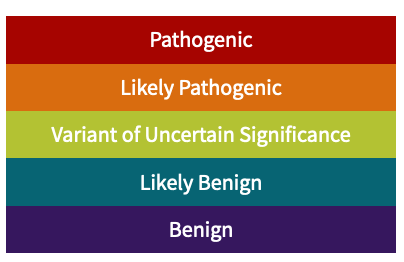 Pathogenic
Likely Pathogenic
Variant of Uncertain Significance
Likely Benign
Benign